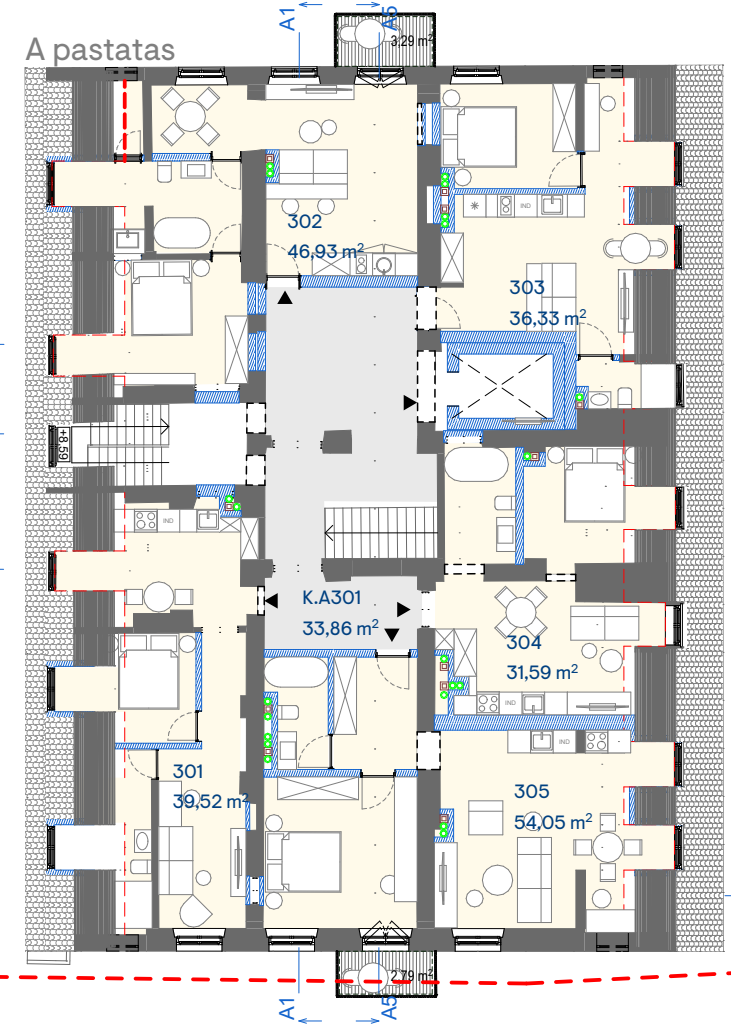 A1
A5
3,29 m²
A pastatas
302
46,93 m²
IND
303
36,33 m²
+8,59
IND
K.A301
33,86 m²
304
31,59 m²
IND
IND
301
39,52 m²
305
54,05 m²
2,79 m²
A1
A5